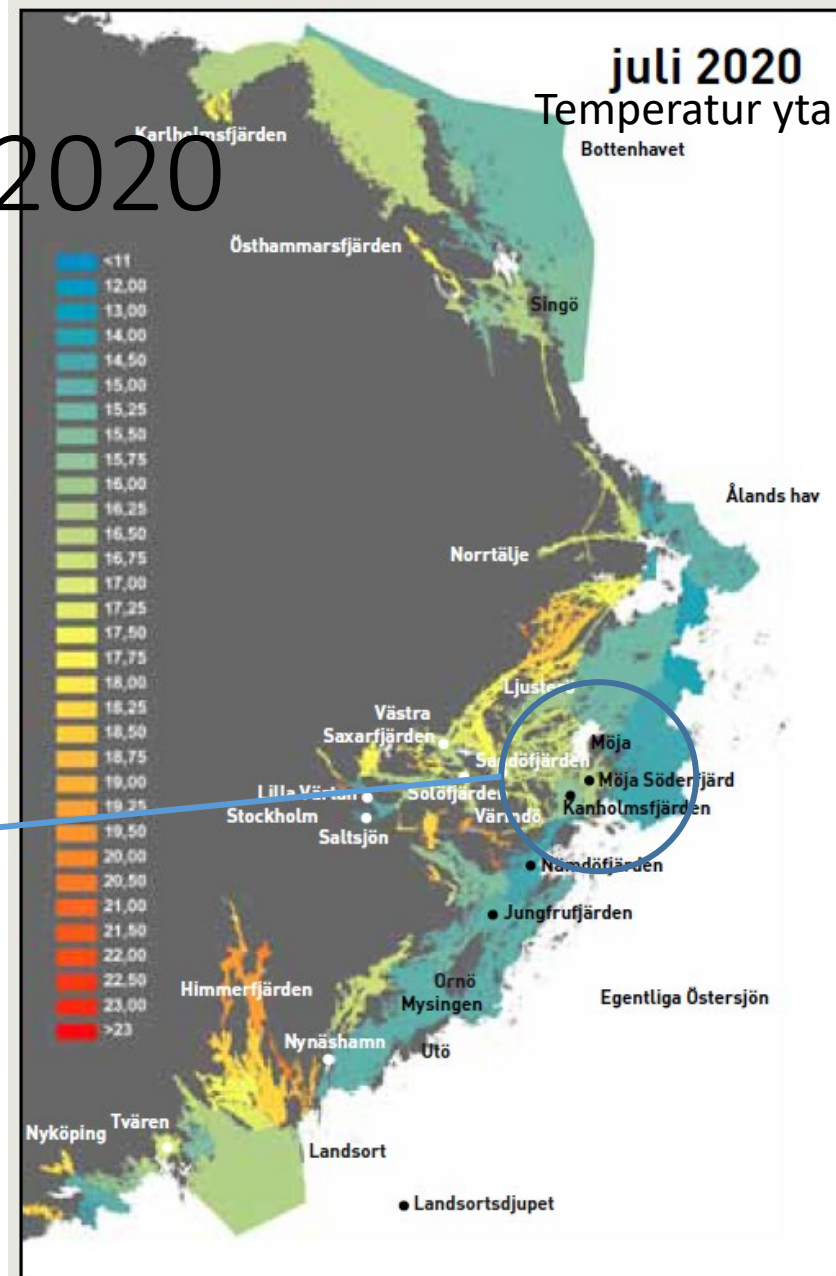 juli 2020
Temperatur yta
2020
Karlholmsfjärden
Bottenhavet
Östhammarsfjärden
Singö
<11
12,00
13,00
14,00
14,50
15,00
15,25
15,50
15,75
16,00
16,25
16,50
16,75
17,00
17,25
17,50
17,75
18,00
18,25
18,50
18,75
19,00
19,25
19,50
20,00
20,50
21,00
21,50
22,00
22,50
23,00
>23
Ålands hav
Norrtälje
Ljusterö
Västra
Saxarfjärden
Sandöfjärden
Möja
Möja Söderfjärd
Lilla Värtan
Solöfjärden
Kanholmsfjärden
Stockholm
Värmdö
Saltsjön
Nämdöfjärden
Jungfrufjärden
Himmerfjärden
Ornö
Mysingen
Egentliga Östersjön
Nynäshamn
Utö
Tvären
Nyköping
Landsort
Landsortsdjupet